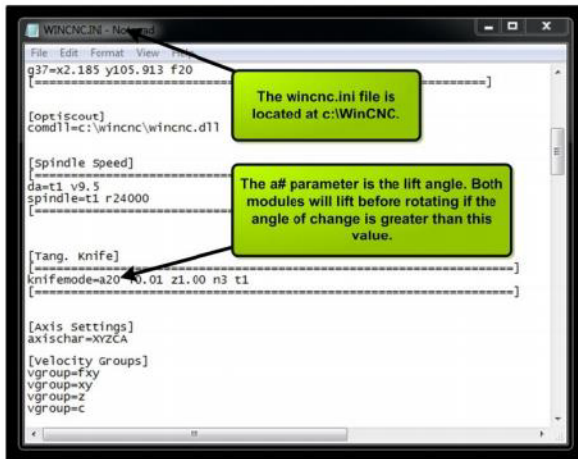 WINCNC.INI - Notepad
File Edit Format View Help
g37=x2.185 y105.913 f20
[=====================================================================]
The wincnc.ini file is
located at c:\WinCNC.
[Optiscout]
comdll=c:\wincnc\wincnc.dll
[Spindle Speed]
[=====================================================================]
da=t1 v9.5
spindle=t1 r24000
[=====================================================================]
The a# parameter is the lift angle. Both
modules will lift before rotating if the
angle of change is greater than this
value.
[Tang. Knife]
[=====================================================================]
knifemode=a20 r0.01 z1.00 n3 t1
[=====================================================================]
[Axis Settings]
axischar=XYZCA
[Velocity Groups]
vgroup=fxy
vgroup=xy
vgroup=z
vgroup=c